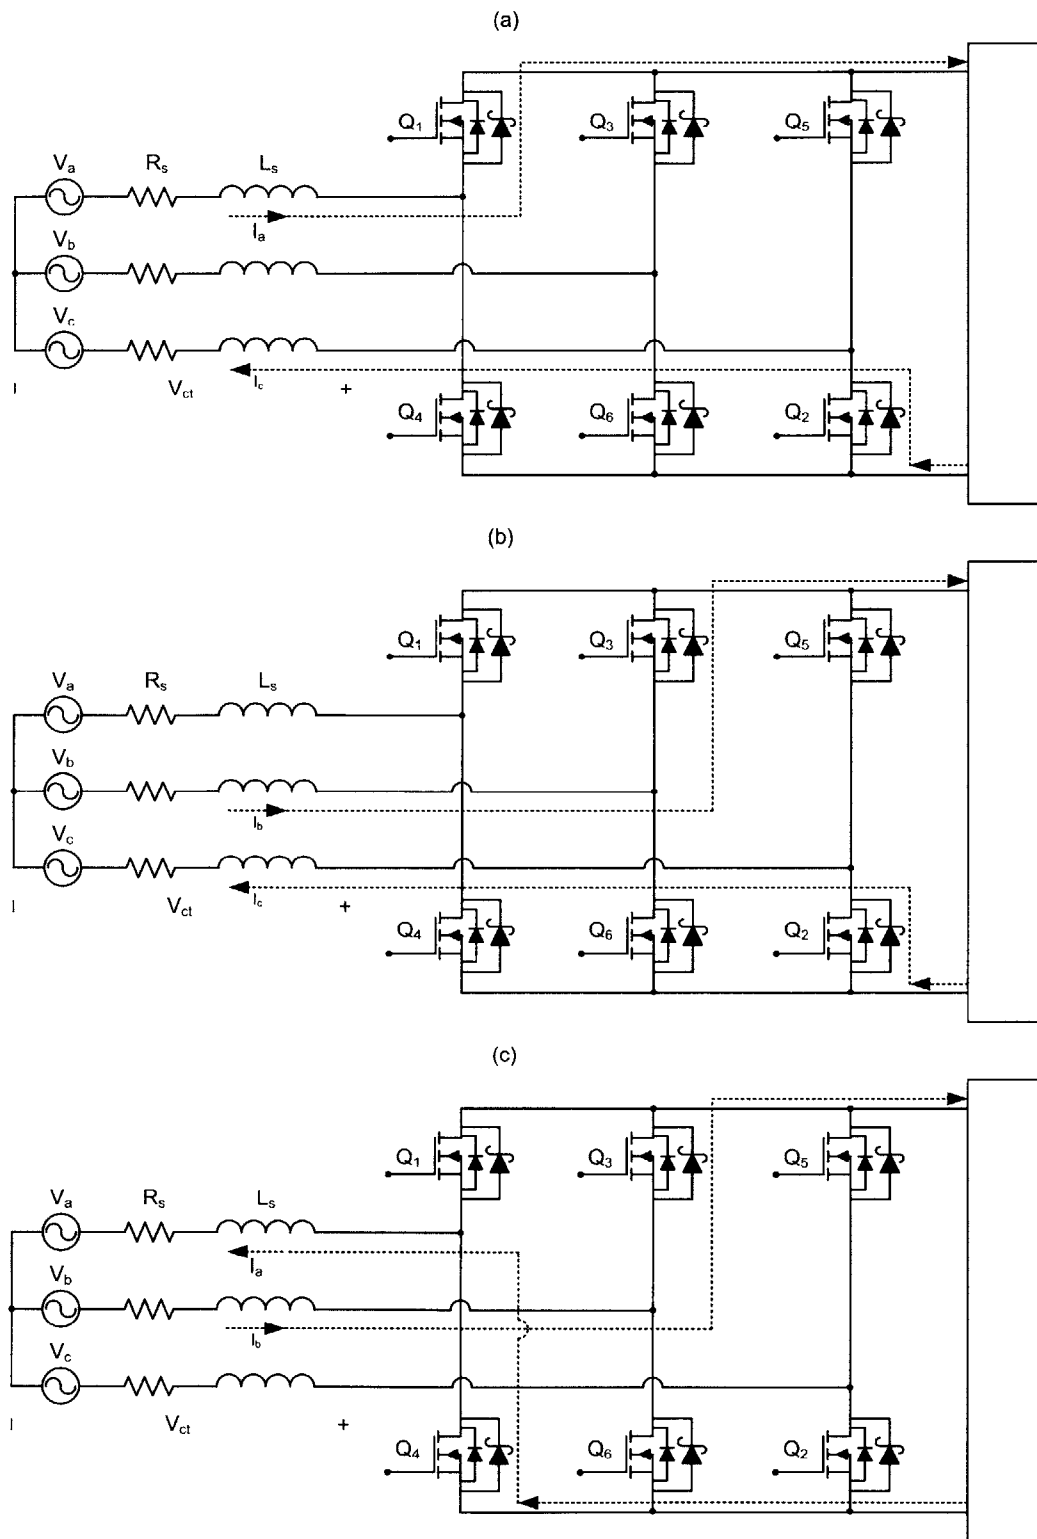 (a)
Q1 Q3 Q5
Va Rs Ls
Ia
Vb
Vc
Ic
Vct +
Q4 Q6 Q2
(b)
Q1 Q3 Q5
Va Rs Ls
Vb
Ib
Vc
Ic
Vct +
Q4 Q6 Q2
(c)
Q1 Q3 Q5
Va Rs Ls
Ia
Vb
Ib
Vc
Vct +
Q4 Q6 Q2